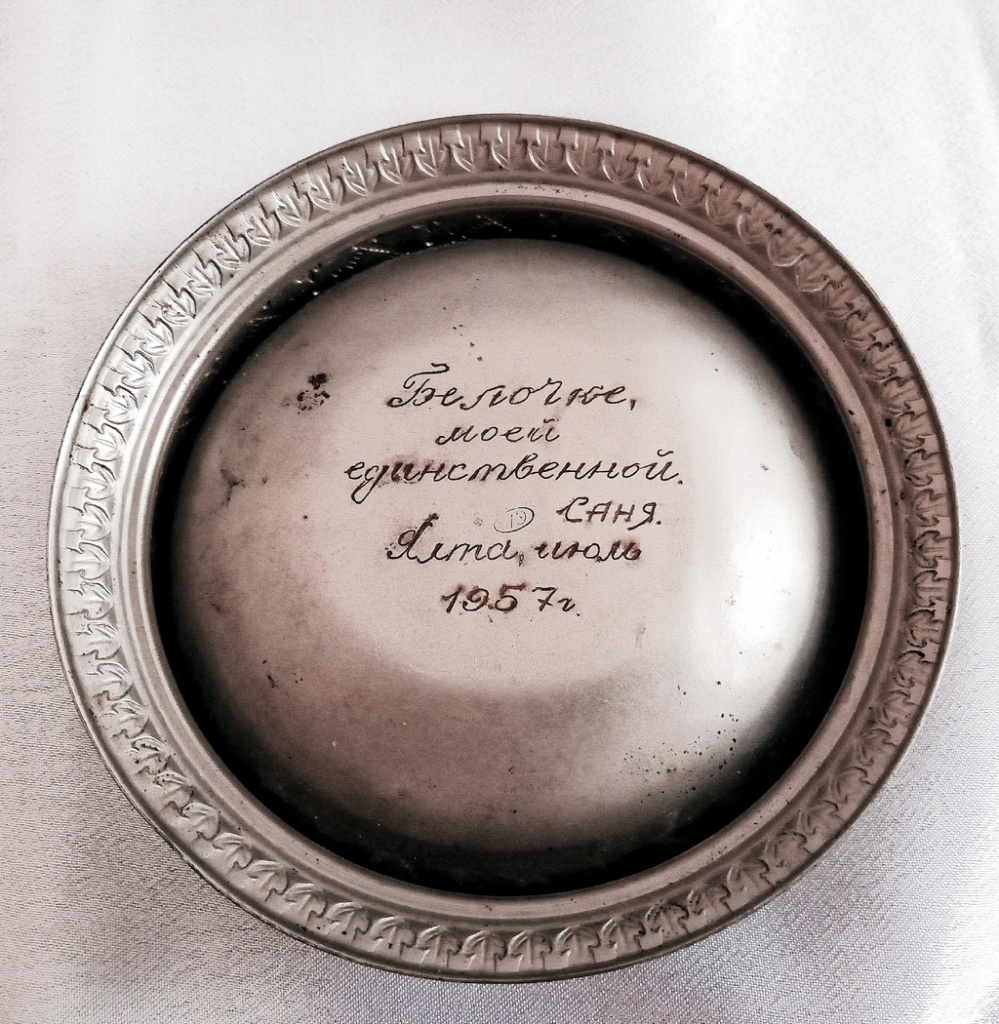 Белочке,
моей
единственной.
САНЯ.
Ялта, июль
1957г.